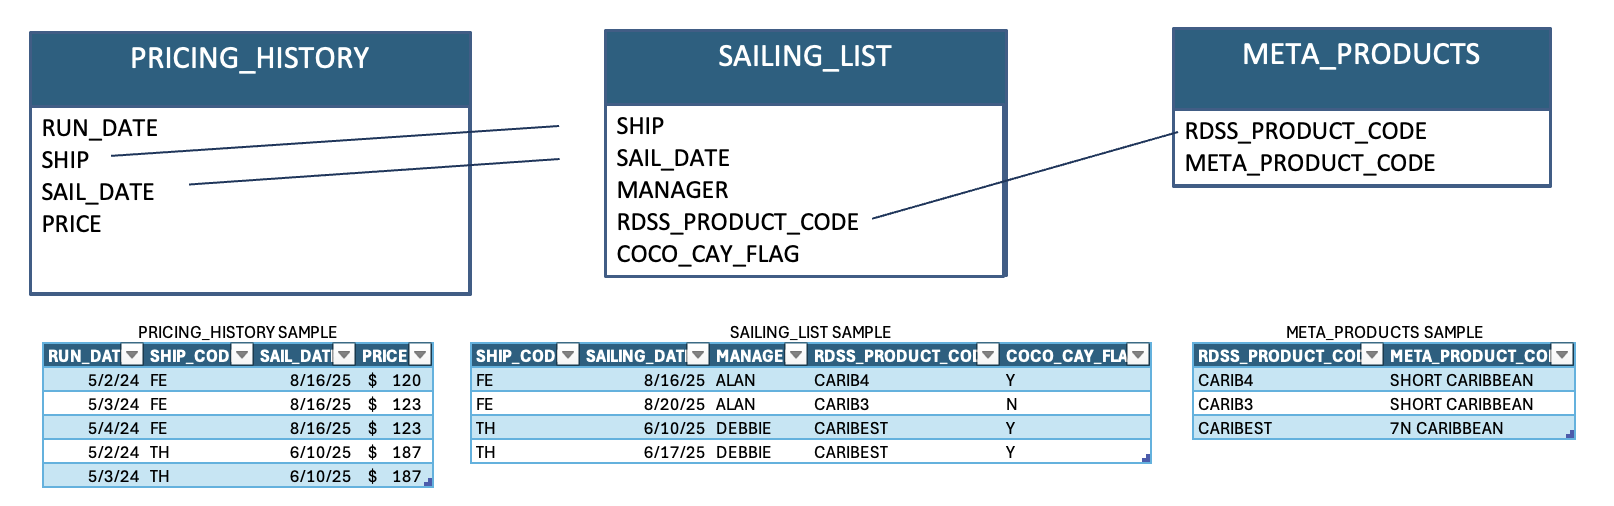 PRICING_HISTORY
RUN_DATE
SHIP
SAIL_DATE
PRICE
SAILING_LIST
SHIP
SAIL_DATE
MANAGER
RDSS_PRODUCT_CODE
COCO_CAY_FLAG
META_PRODUCTS
RDSS_PRODUCT_CODE
META_PRODUCT_CODE
PRICING_HISTORY SAMPLE
RUN_DAT SHIP_COD SAIL_DATI PRICE
5/2/24 FE 8/16/25 $ 120
5/3/24 FE 8/16/25 $ 123
5/4/24 FE 8/16/25 $ 123
5/2/24 TH 6/10/25 $ 187
5/3/24 TH 6/10/25 $ 187
SAILING_LIST SAMPLE
SHIP_COD SAILING_DATI MANAGE RDSS_PRODUCT_COI COCO_CAY_FLA
FE 8/16/25 ALAN CARIB4 Y
FE 8/20/25 ALAN CARIB3 N
TH 6/10/25 DEBBIE CARIBEST Y
TH 6/17/25 DEBBIE CARIBEST Y
META_PRODUCTS SAMPLE
RDSS_PRODUCT_COI META_PRODUCT_COI
CARIB4 SHORT CARIBBEAN
CARIB3 SHORT CARIBBEAN
CARIBEST 7N CARIBBEAN